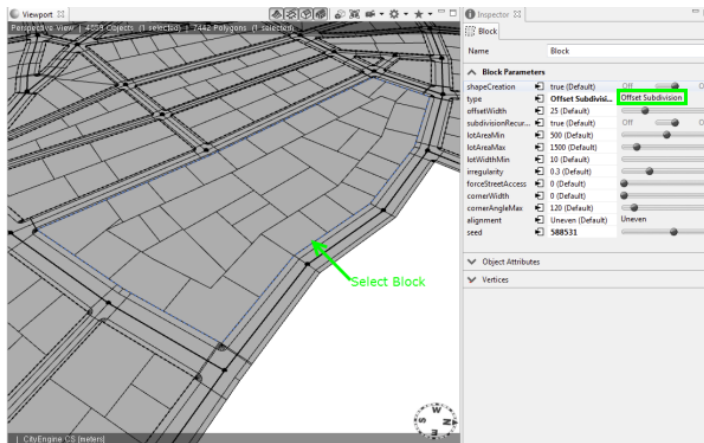 Viewport
Inspector
Perspective View | 4055 Objects (1 selected) | 7442 Polygons (1 selected)
Block
Name Block
Block Parameters
shapeCreation true (Default) Off
type Offset Subdivisi... Offset Subdivision
offsetWidth 25 (Default)
subdivisionRecur... true (Default) Off
lotAreaMin 500 (Default)
lotAreaMax 1500 (Default)
lotWidthMin 10 (Default)
irregularity 0.3 (Default)
forceStreetAccess 0 (Default)
cornerWidth 0 (Default)
cornerAngleMax 120 (Default)
alignment Uneven (Default) Uneven
seed 588531
Object Attributes
Vertices
Select Block
S W N E
CityEngine CS [meters]